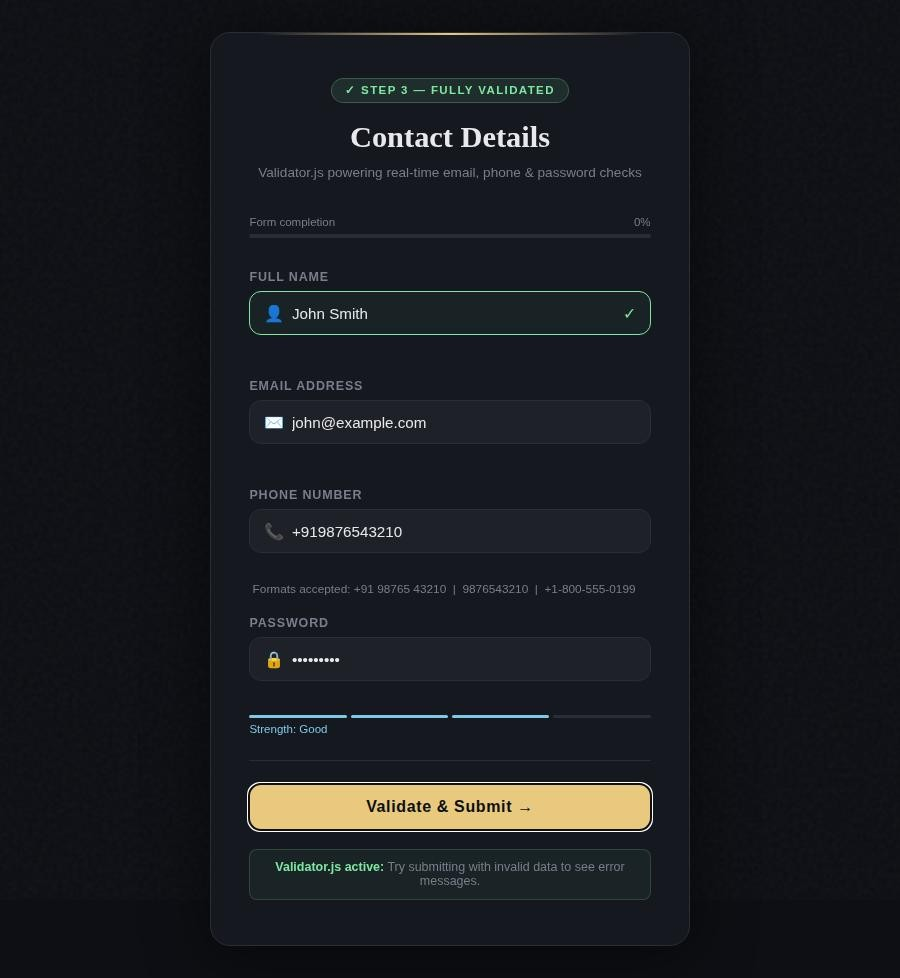 ✓ STEP 3 — FULLY VALIDATED
Contact Details
Validator.js powering real-time email, phone & password checks
Form completion 0%
FULL NAME
👤 John Smith ✓
EMAIL ADDRESS
✉️ john@example.com
PHONE NUMBER
📞 +919876543210
Formats accepted: +91 98765 43210 | 9876543210 | +1-800-555-0199
PASSWORD
🔒 •••••••••
Strength: Good
Validate & Submit →
Validator.js active: Try submitting with invalid data to see error
messages.